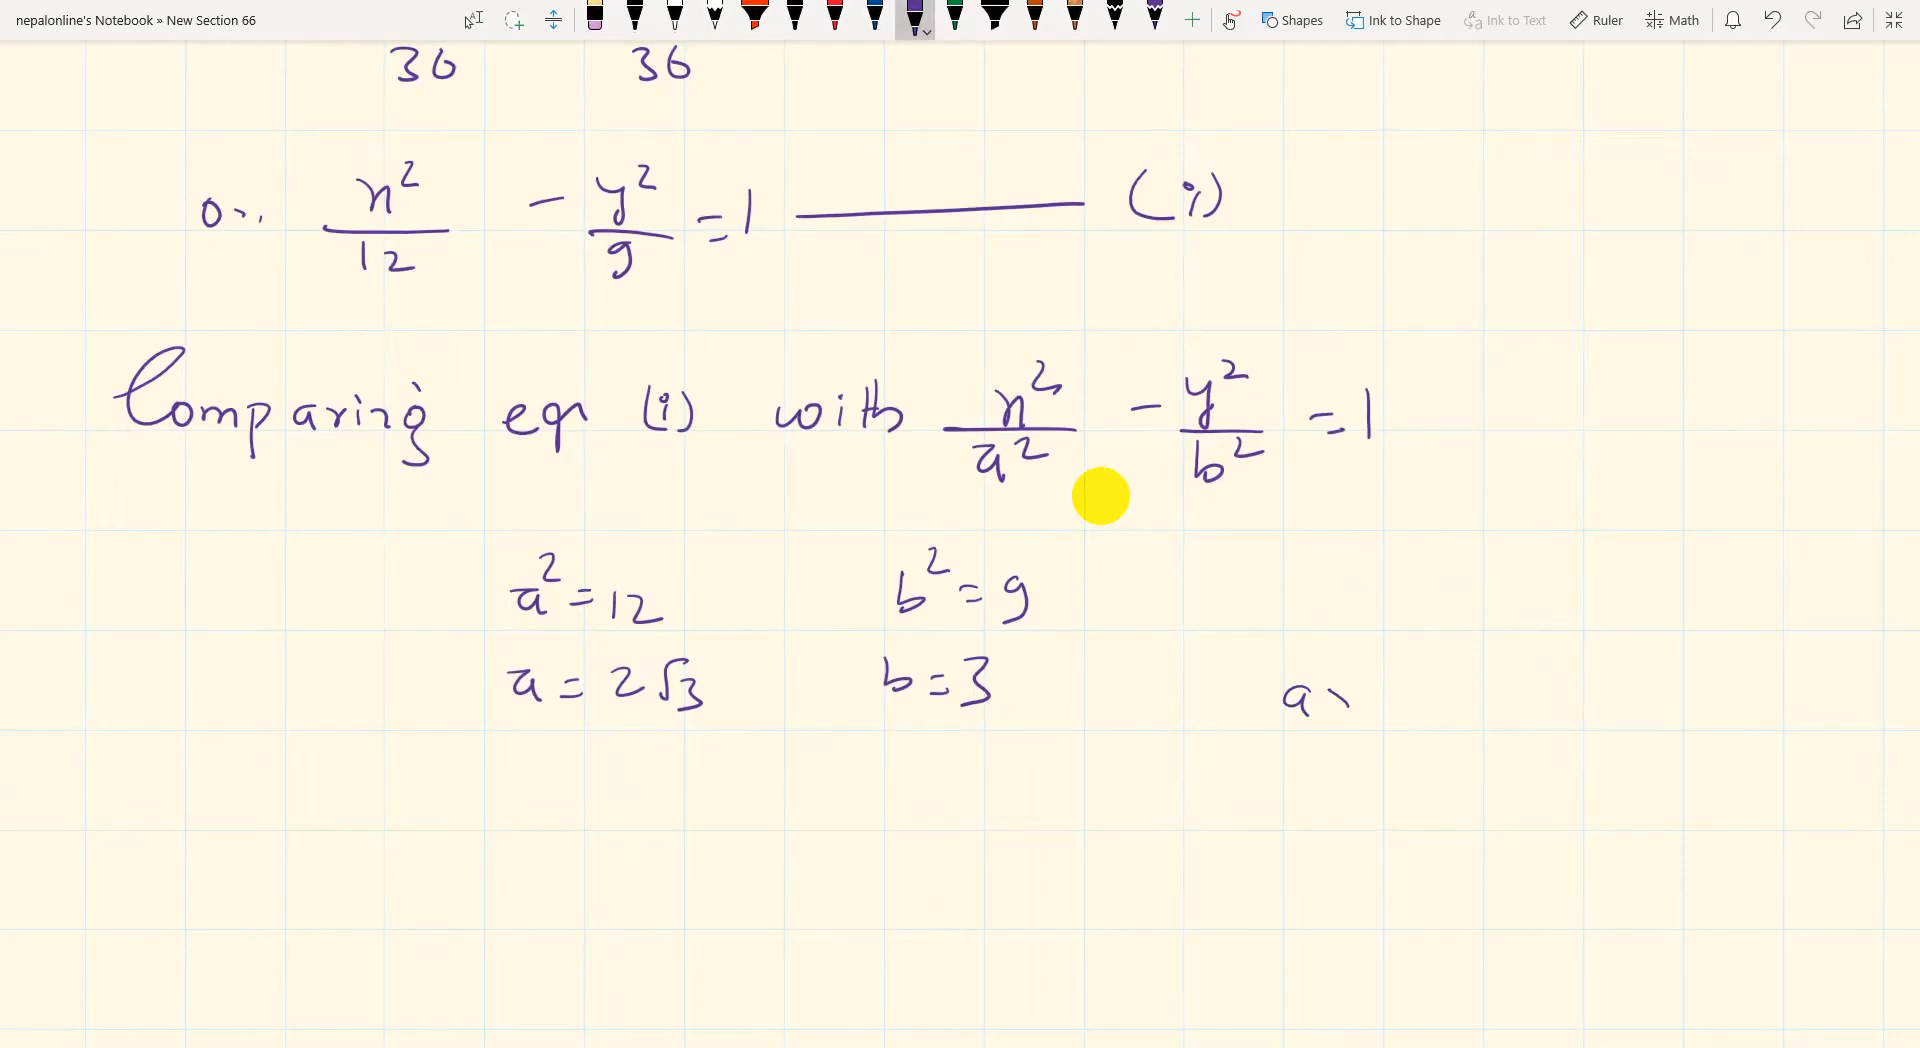 nepalonline's Notebook » New Section 66 Shapes Ink to Shape Ink to Text Ruler Math
36 36
or, x²/12 - y²/9 = 1 ——— (i)
Comparing eqn (i) with x²/a² - y²/b² = 1
a² = 12 b² = 9
a = 2√3 b = 3 a